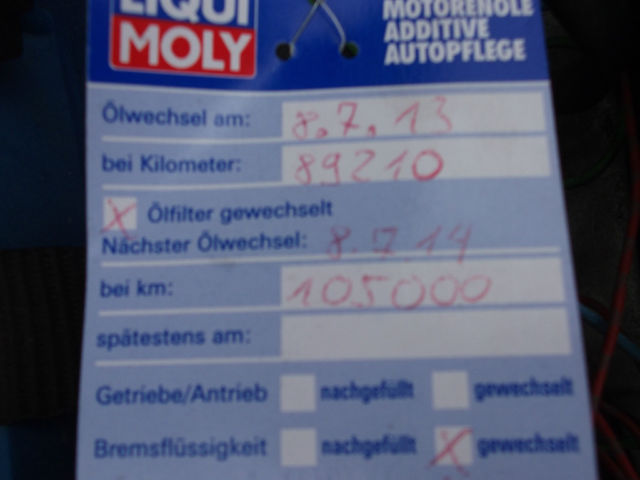 LIQUI
MOLY
MOTORENÖLE
ADDITIVE
AUTOPFLEGE
Ölwechsel am: 8.7.13
bei Kilometer: 89210
X Ölfilter gewechselt
Nächster Ölwechsel: 8.7.14
bei km: 105000
spätestens am:
Getriebe/Antrieb nachgefüllt gewechselt
Bremsflüssigkeit nachgefüllt X gewechselt